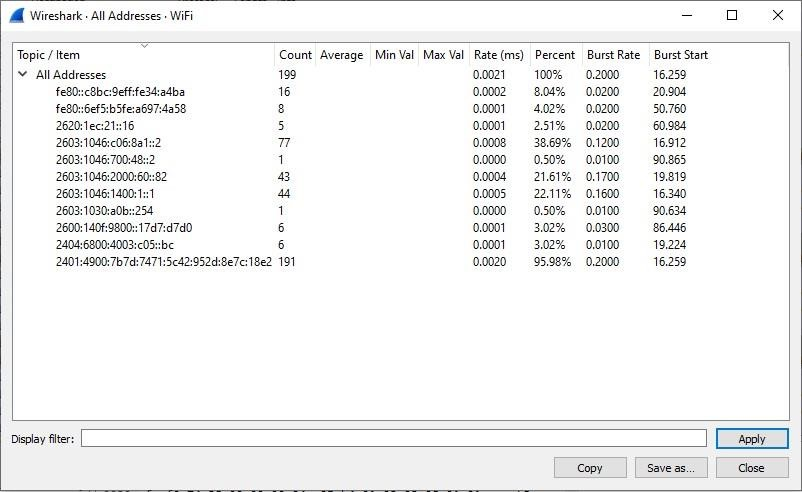 Wireshark · All Addresses · WiFi
Topic / Item Count Average Min Val Max Val Rate (ms) Percent Burst Rate Burst Start
All Addresses 199 0.0021 100% 0.2000 16.259
fe80::c8bc:9eff:fe34:a4ba 16 0.0002 8.04% 0.0200 20.904
fe80::6ef5:b5fe:a697:4a58 8 0.0001 4.02% 0.0200 50.760
2620:1ec:21::16 5 0.0001 2.51% 0.0200 60.984
2603:1046:c06:8a1::2 77 0.0008 38.69% 0.1200 16.912
2603:1046:700:48::2 1 0.0000 0.50% 0.0100 90.865
2603:1046:2000:60::82 43 0.0004 21.61% 0.1700 19.819
2603:1046:1400:1::1 44 0.0005 22.11% 0.1600 16.340
2603:1030:a0b::254 1 0.0000 0.50% 0.0100 90.634
2600:140f:9800::17d7:d7d0 6 0.0001 3.02% 0.0300 86.446
2404:6800:4003:c05::bc 6 0.0001 3.02% 0.0100 19.224
2401:4900:7b7d:7471:5c42:952d:8e7c:18e2 191 0.0020 95.98% 0.2000 16.259
Display filter: Apply
Copy Save as... Close